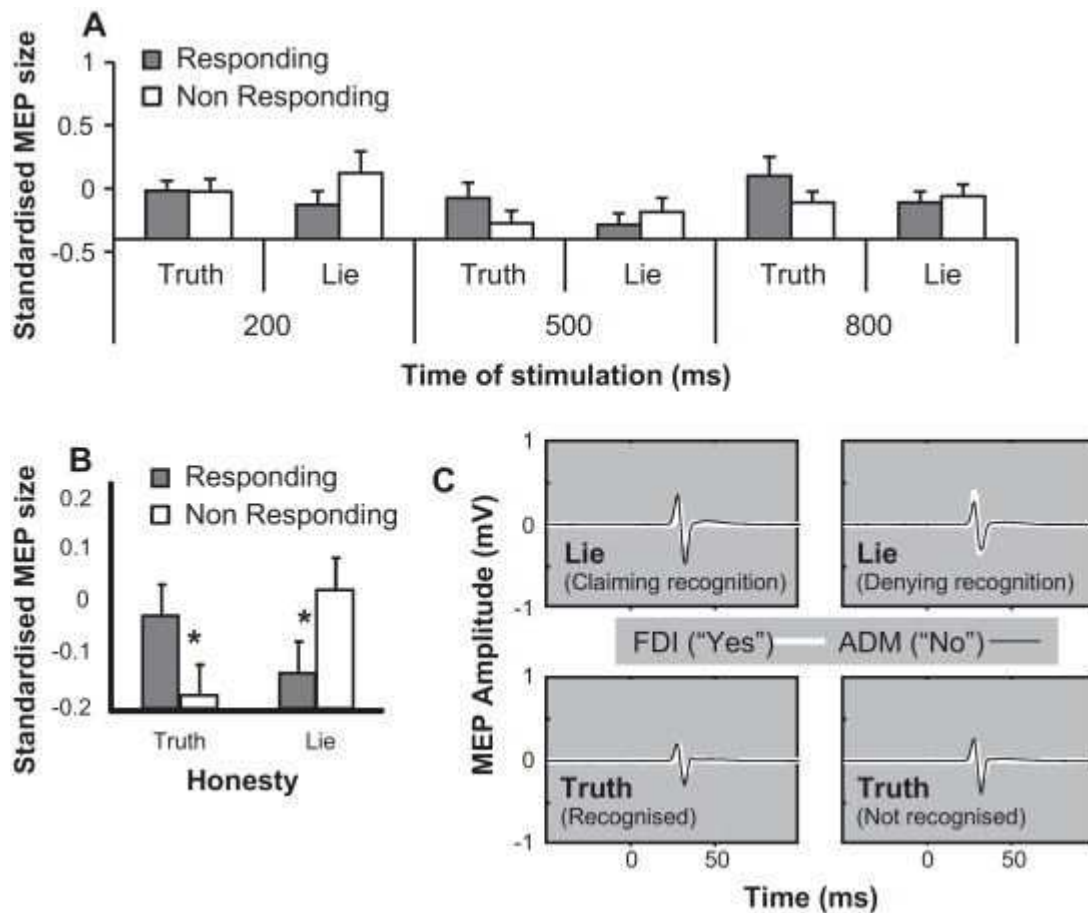 A
Standardised MEP size
1
0.5
0
-0.5
Responding
Non Responding
Truth Lie Truth Lie Truth Lie
200 500 800
Time of stimulation (ms)
B
Standardised MEP size
0.2
0.1
0
-0.1
-0.2
Responding
Non Responding
* *
Truth Lie
Honesty
C
MEP Amplitude (mV)
1
0
-1
Lie
(Claiming recognition)
Lie
(Denying recognition)
FDI ("Yes") ADM ("No")
1
0
-1
Truth
(Recognised)
Truth
(Not recognised)
0 50 0 50
Time (ms)